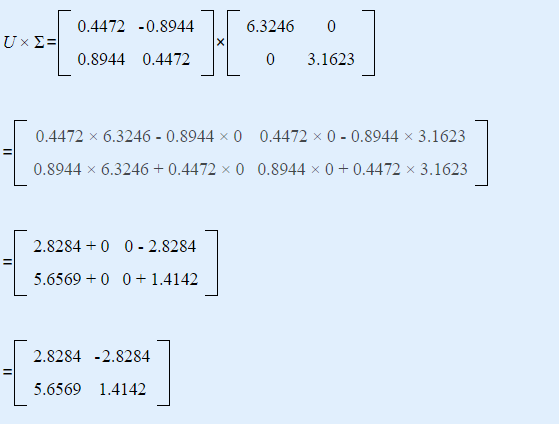 U × Σ = [ 0.4472 -0.8944 ] × [ 6.3246 0 ]
[ 0.8944 0.4472 ] [ 0 3.1623 ]
= [ 0.4472 × 6.3246 - 0.8944 × 0 0.4472 × 0 - 0.8944 × 3.1623 ]
[ 0.8944 × 6.3246 + 0.4472 × 0 0.8944 × 0 + 0.4472 × 3.1623 ]
= [ 2.8284 + 0 0 - 2.8284 ]
[ 5.6569 + 0 0 + 1.4142 ]
= [ 2.8284 -2.8284 ]
[ 5.6569 1.4142 ]